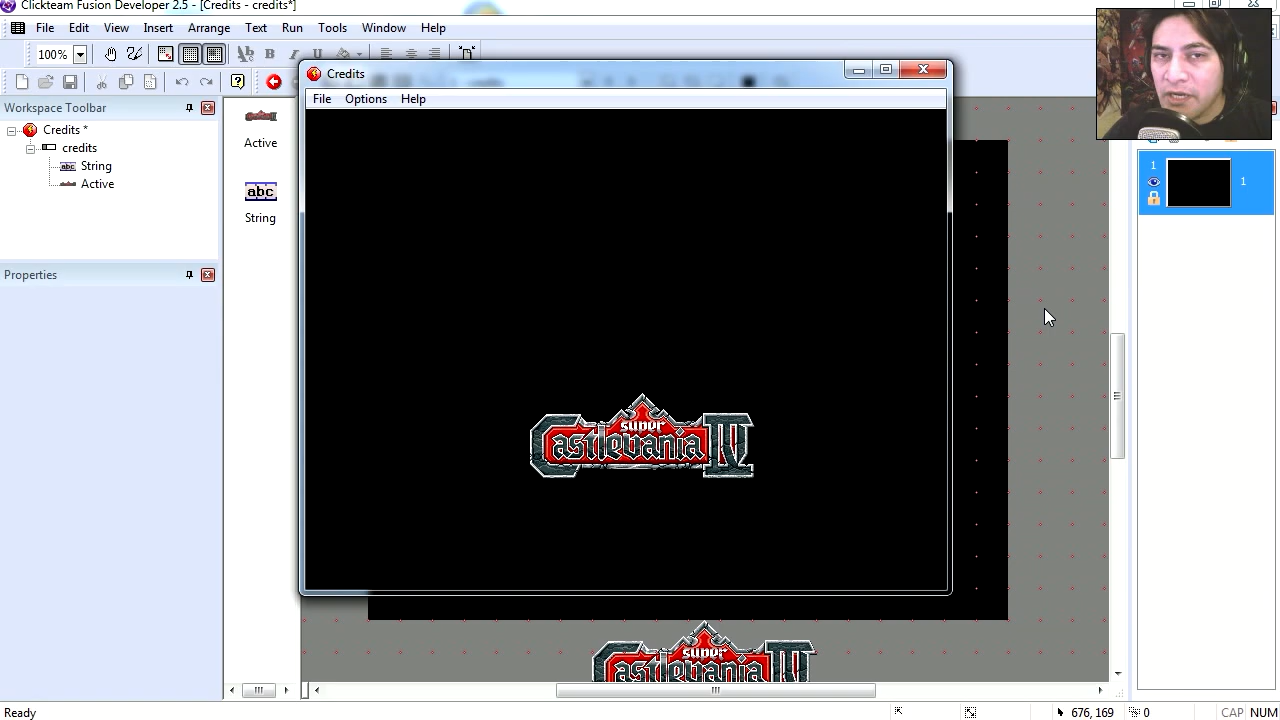 Clickteam Fusion Developer 2.5 - [Credits - credits*]
File Edit View Insert Arrange Text Run Tools Window Help
100%
Workspace Toolbar
Credits *
credits
String
Active
Properties
Active
abc
String
Credits
File Options Help
super
Castlevania IV
super
Castlevania IV
1
1
Ready
676, 169
0
CAP NUM